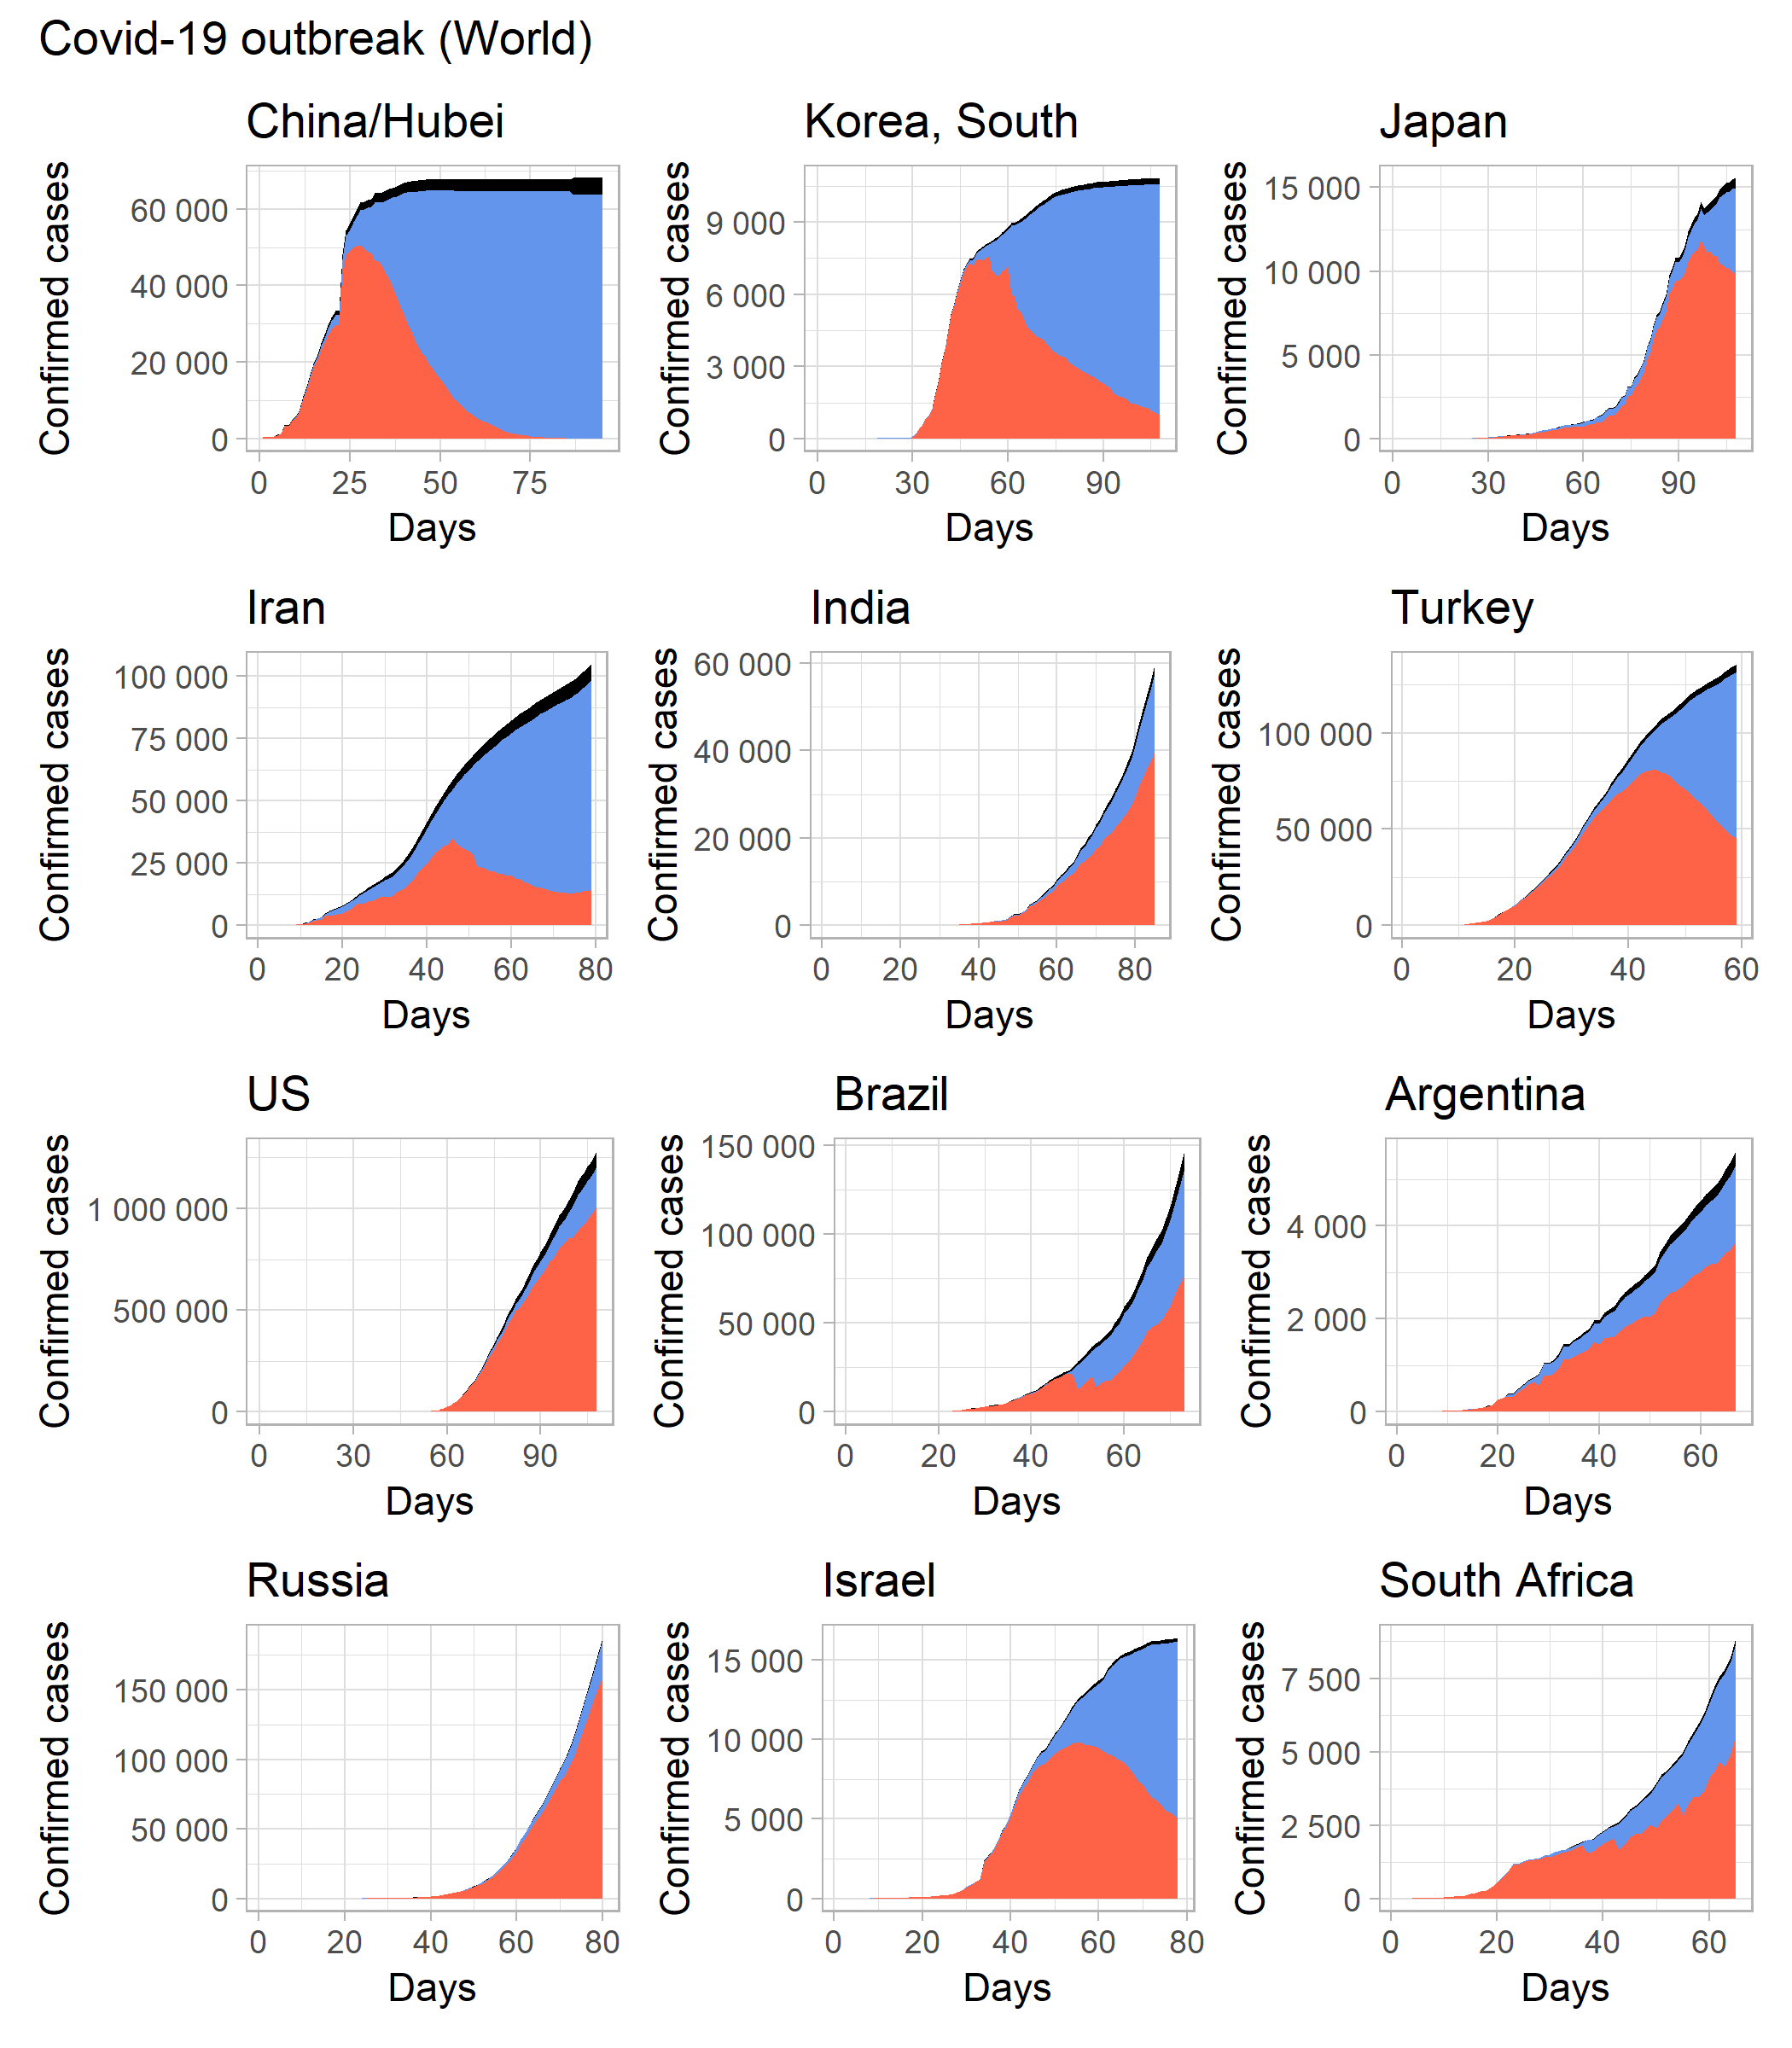 Covid-19 outbreak (World)
China/Hubei
Korea, South
Japan
Confirmed cases
60 000
40 000
20 000
0
0 25 50 75
Days
Confirmed cases
9 000
6 000
3 000
0
0 30 60 90
Days
Confirmed cases
15 000
10 000
5 000
0
0 30 60 90
Days
Iran
India
Turkey
Confirmed cases
100 000
75 000
50 000
25 000
0
0 20 40 60 80
Days
Confirmed cases
60 000
40 000
20 000
0
0 20 40 60 80
Days
Confirmed cases
100 000
50 000
0
0 20 40 60
Days
US
Brazil
Argentina
Confirmed cases
1 000 000
500 000
0
0 30 60 90
Days
Confirmed cases
150 000
100 000
50 000
0
0 20 40 60
Days
Confirmed cases
4 000
2 000
0
0 20 40 60
Days
Russia
Israel
South Africa
Confirmed cases
150 000
100 000
50 000
0
0 20 40 60 80
Days
Confirmed cases
15 000
10 000
5 000
0
0 20 40 60 80
Days
Confirmed cases
7 500
5 000
2 500
0
0 20 40 60
Days